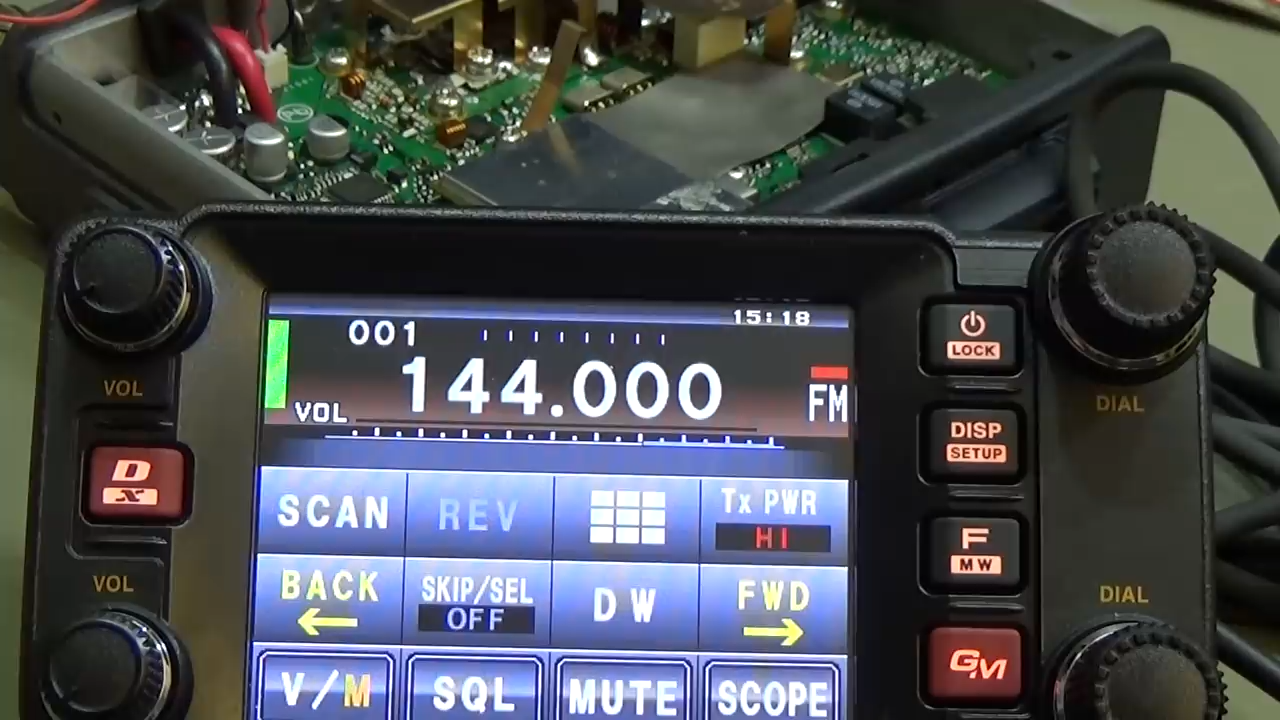 15:18
001
144.000
FM
VOL
SCAN REV Tx PWR
HI
BACK SKIP/SEL DW FWD
OFF
V/M SQL MUTE SCOPE
VOL
D
X
VOL
LOCK
DISP
SETUP
F
MW
GM
DIAL
DIAL